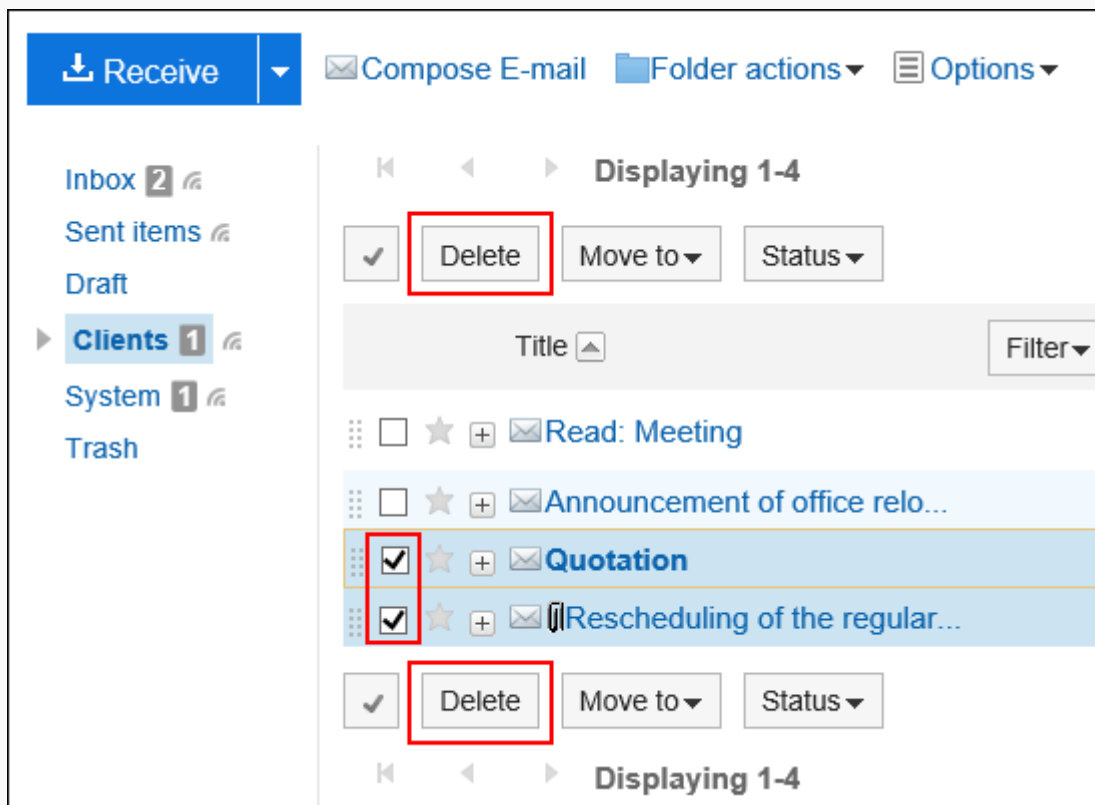 Receive Compose E-mail Folder actions Options
Displaying 1-4
Inbox 2
Sent items
Draft
Clients 1
System 1
Trash
Delete Move to Status
Title Filter
Read: Meeting
Announcement of office relo...
Quotation
Rescheduling of the regular...
Delete Move to Status
Displaying 1-4